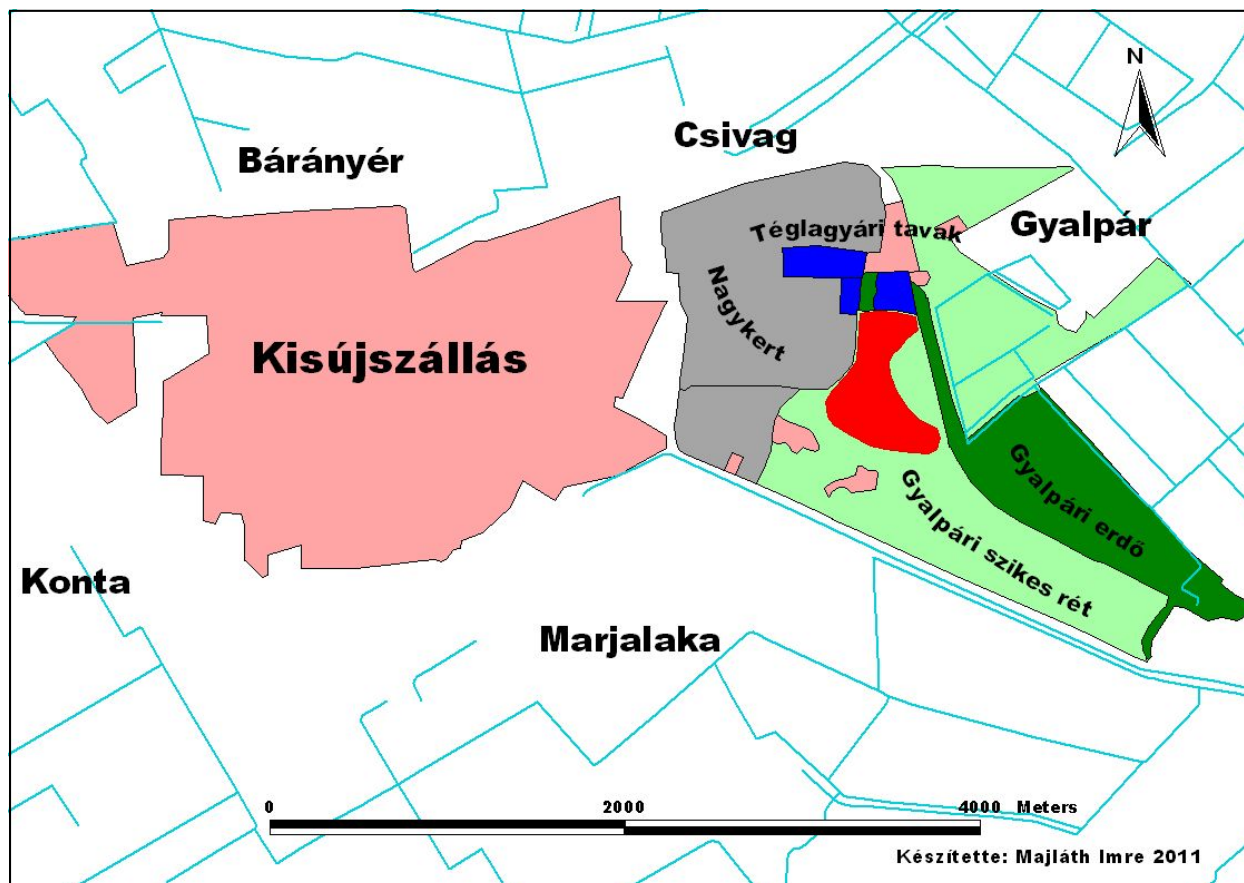 N
Csivag
Bárányér
Gyalpár
Téglagyári tavak
Nagykert
Kisújszállás
Gyalpári erdő
Gyalpári szikes rét
Konta
Marjalaka
0 2000 4000 Meters
Készítette: Majláth Imre 2011